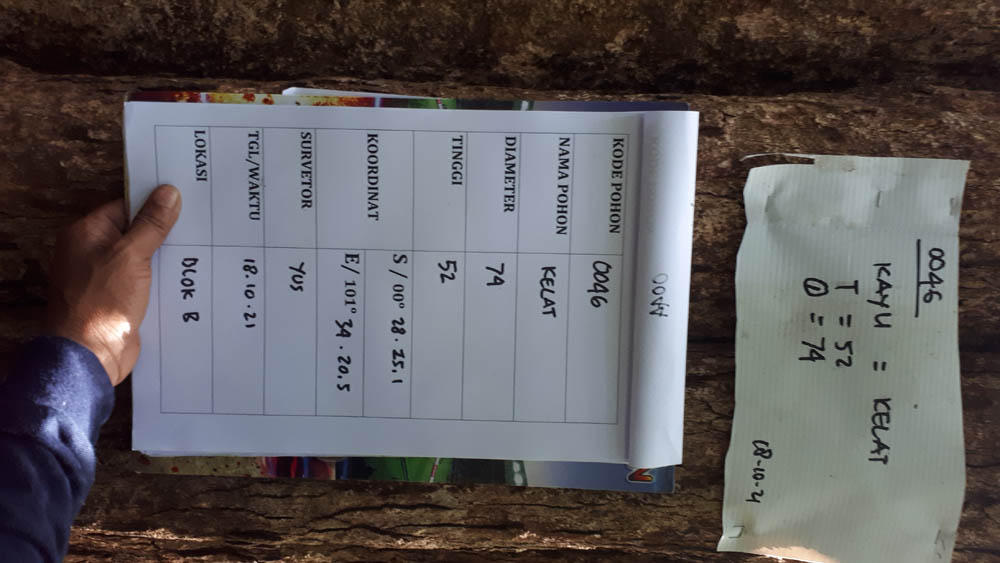 0046
KAYU = KELAT
T = 52
Ⓘ = 74
18-10-21
KODE POHON 0046
NAMA POHON KELAT
DIAMETER 74
TINGGI 52
KOORDINAT
S / 00° 28. 25.1
E/ 101° 34. 20.5
SURVETOR YUS
TGL/WAKTU 18.10.21
LOKASI BLOK B